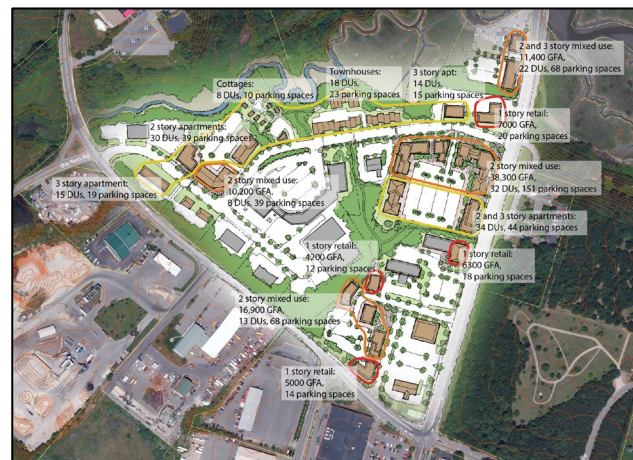 2 and 3 story mixed use:
11,400 GFA,
22 DUs, 68 parking spaces
Cottages:
8 DUs, 10 parking spaces
Townhouses:
18 DUs,
23 parking spaces
3 story apt:
14 DUs,
15 parking spaces
1 story retail:
7000 GFA,
20 parking spaces
2 story apartments:
30 DUs, 39 parking spaces
3 story apartment:
15 DUs, 19 parking spaces
2 story mixed use:
10,200 GFA,
8 DUs, 39 parking spaces
2 story mixed use:
38,300 GFA,
32 DUs, 151 parking spaces
2 and 3 story apartments:
34 DUs, 44 parking spaces
1 story retail:
4200 GFA,
12 parking spaces
1 story retail:
6300 GFA,
18 parking spaces
2 story mixed use:
16,900 GFA,
13 DUs, 68 parking spaces
1 story retail:
5000 GFA,
14 parking spaces